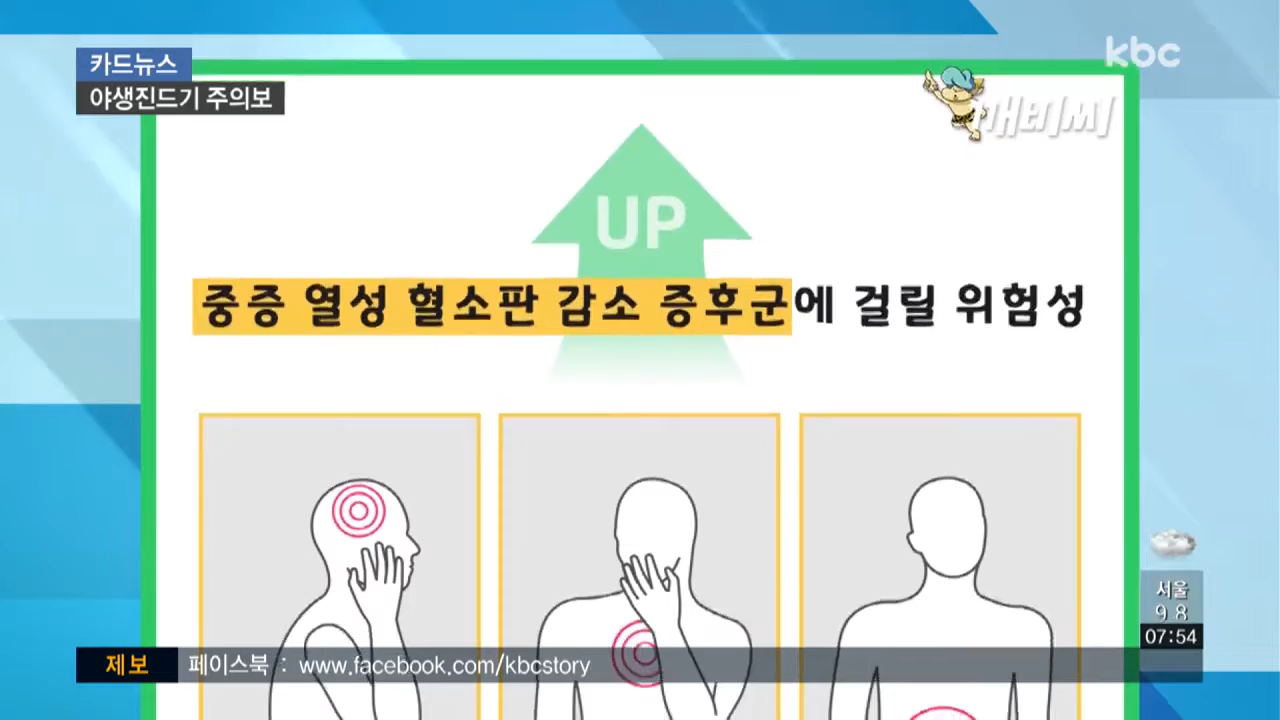 카드뉴스
kbc
야생진드기 주의보
UP
중증 열성 혈소판 감소 증후군에 걸릴 위험성
서울
9 8
07:54
제보 페이스북 : www.facebook.com/kbcstory